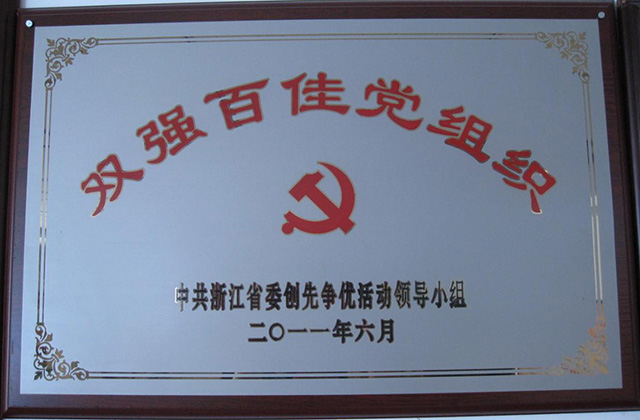 双强百佳党组织
中共浙江省委创先争优活动领导小组
二〇一一年六月